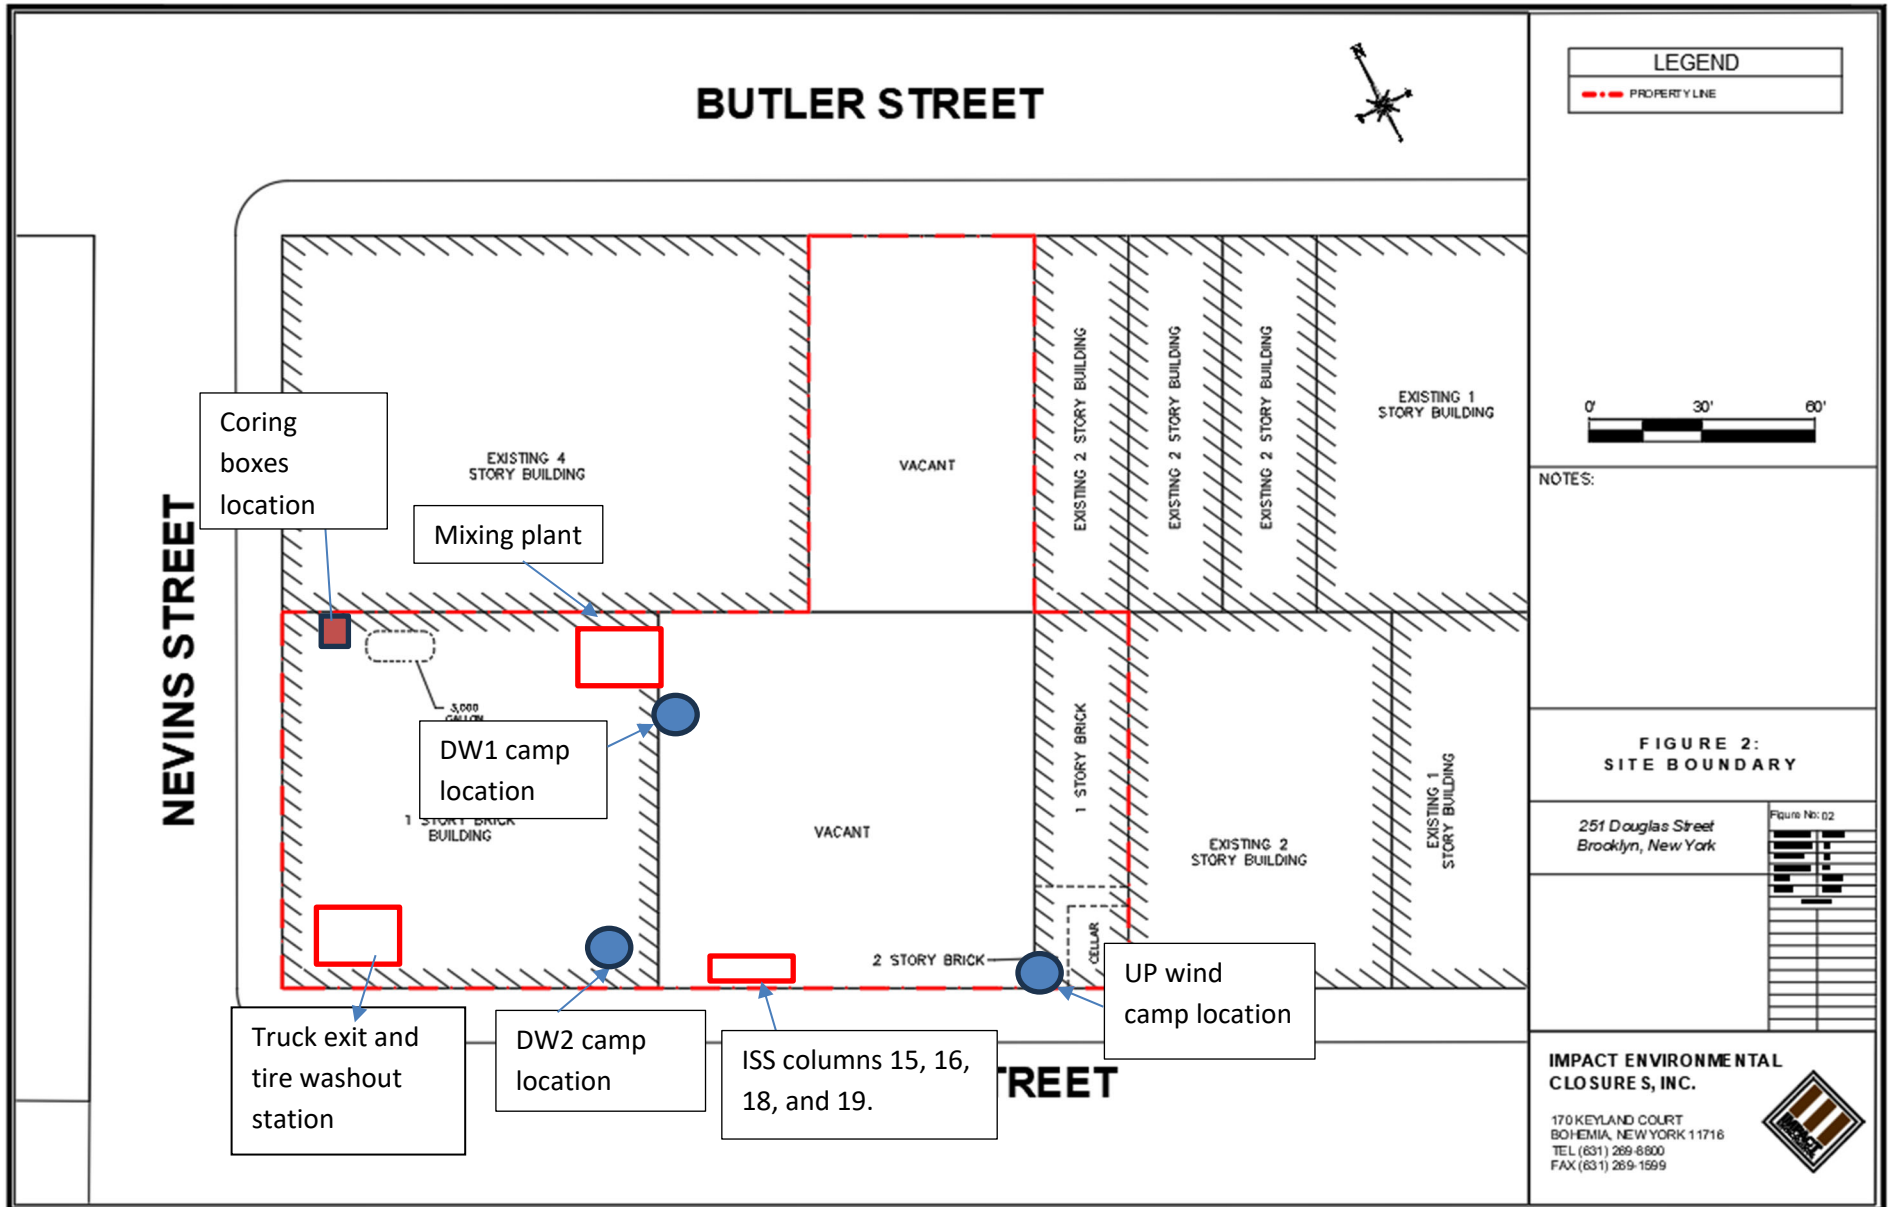 BUTLER STREET
N
LEGEND
PROPERTY LINE
0' 30' 60'
NOTES:
Coring
boxes
location
Mixing plant
EXISTING 4
STORY BUILDING
VACANT
EXISTING 2 STORY BUILDING
EXISTING 2 STORY BUILDING
EXISTING 2 STORY BUILDING
EXISTING 1
STORY BUILDING
NEVINS STREET
3,000
GALLON
DW1 camp
location
1 STORY BRICK
BUILDING
VACANT
1 STORY BRICK
EXISTING 2
STORY BUILDING
EXISTING 1
STORY BUILDING
CELLAR
2 STORY BRICK
UP wind
camp location
Truck exit and
tire washout
station
DW2 camp
location
ISS columns 15, 16,
18, and 19.
TREET
FIGURE 2:
SITE BOUNDARY
251 Douglas Street
Brooklyn, New York
Figure No: 02
IMPACT ENVIRONMENTAL
CLOSURES, INC.
170 KEYLAND COURT
BOHEMIA, NEW YORK 11716
TEL (631) 269-8800
FAX (631) 269-1599
IMPACT